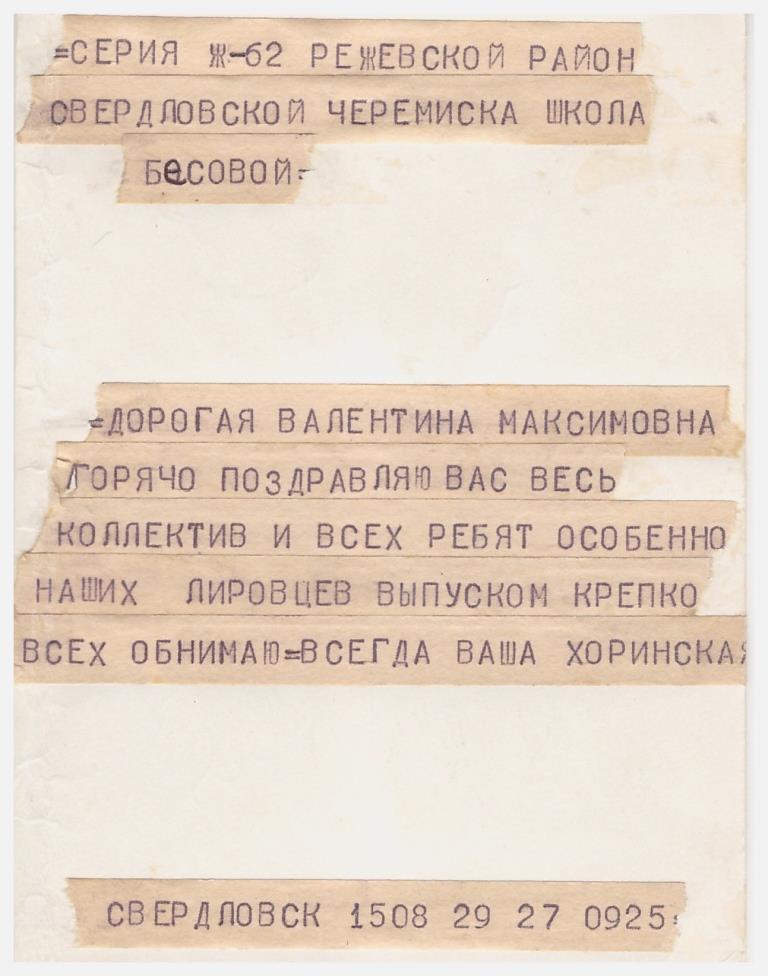 =СЕРИЯ Ж-62 РЕЖЕВСКОЙ РАЙОН
СВЕРДЛОВСКОЙ ЧЕРЕМИСКА ШКОЛА
БеСОВОЙ=
=ДОРОГАЯ ВАЛЕНТИНА МАКСИМОВНА
ГОРЯЧО ПОЗДРАВЛЯЮ ВАС ВЕСЬ
КОЛЛЕКТИВ И ВСЕХ РЕБЯТ ОСОБЕННО
НАШИХ ЛИРОВЦЕВ ВЫПУСКОМ КРЕПКО
ВСЕХ ОБНИМАЮ=ВСЕГДА ВАША ХОРИНСКАЯ
СВЕРДЛОВСК 1508 29 27 0925=